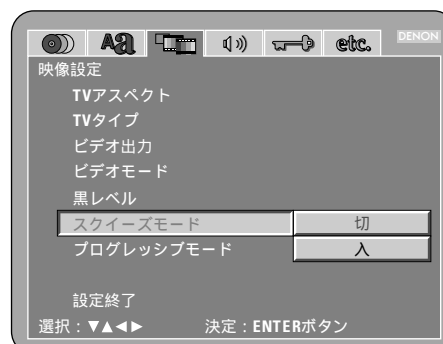 Aa etc. DENON
映像設定
TVアスペクト
TVタイプ
ビデオ出力
ビデオモード
黒レベル
スクイーズモード 切
プログレッシブモード 入
設定終了
選択：▼▲◀▶ 決定：ENTERボタン